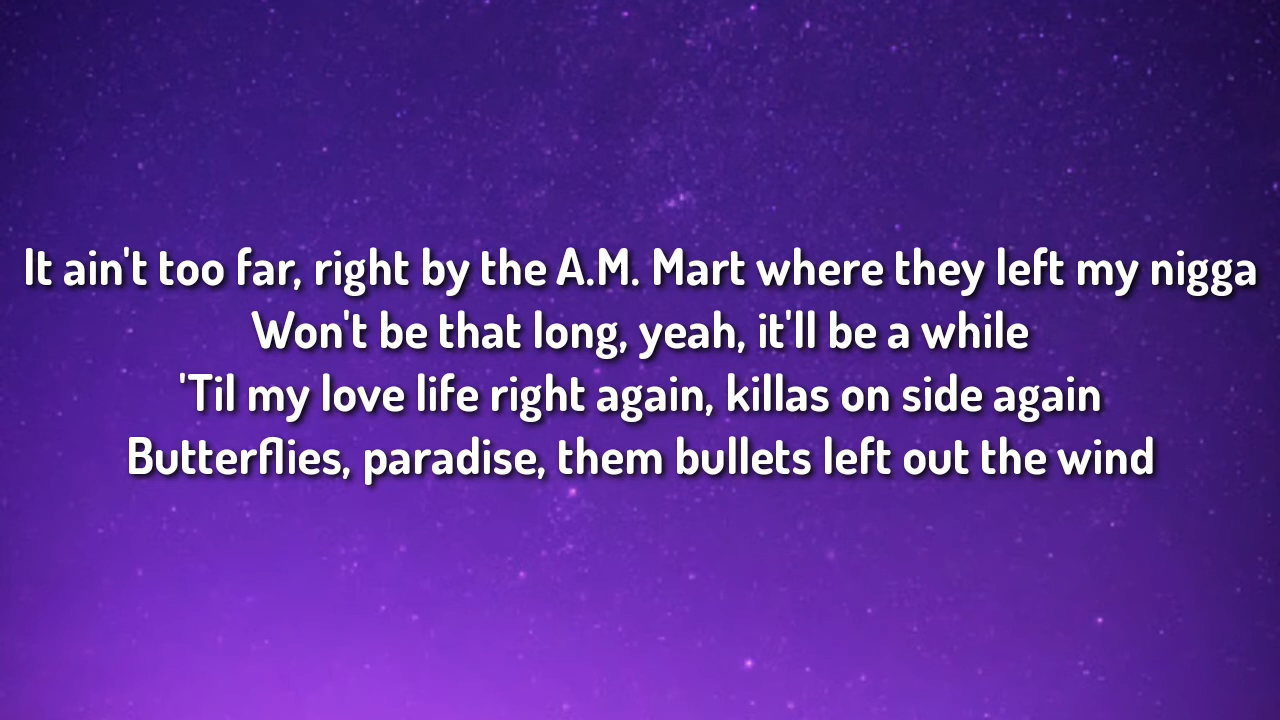 It ain't too far, right by the A.M. Mart where they left my nigga
Won't be that long, yeah, it'll be a while
'Til my love life right again, killas on side again
Butterflies, paradise, them bullets left out the wind